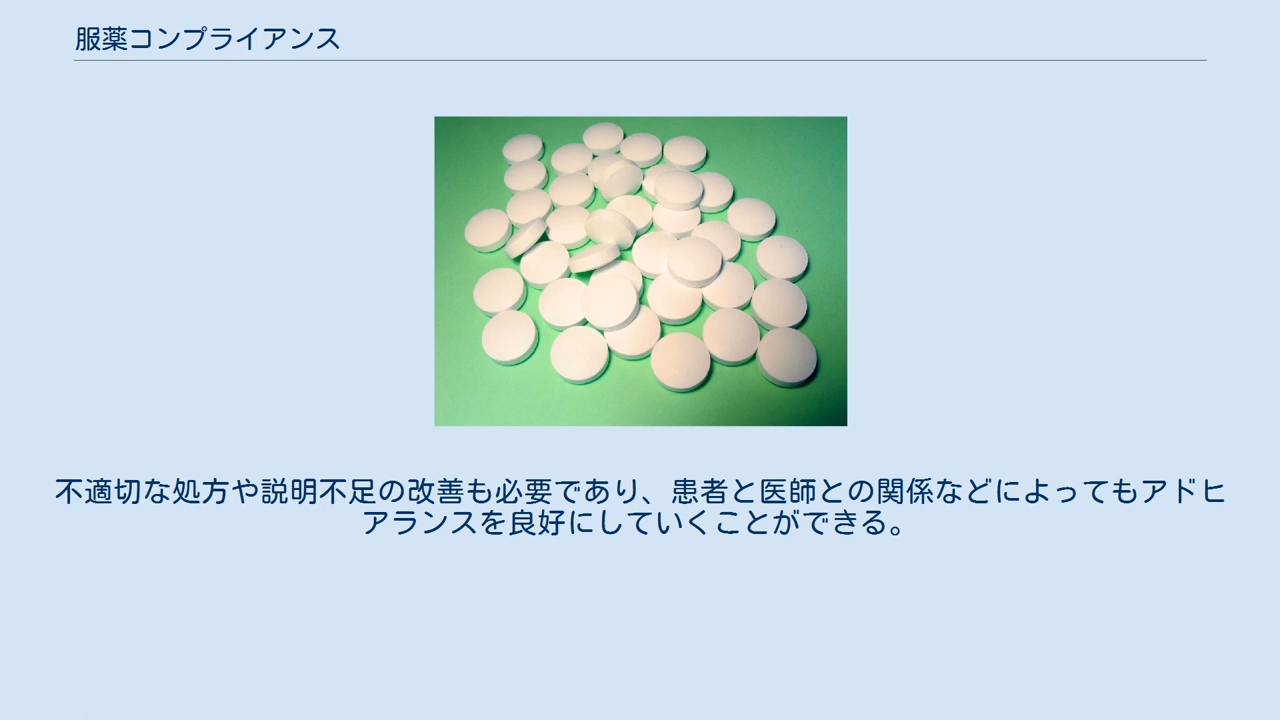 服薬コンプライアンス
不適切な処方や説明不足の改善も必要であり、患者と医師との関係などによってもアドヒ
アランスを良好にしていくことができる。